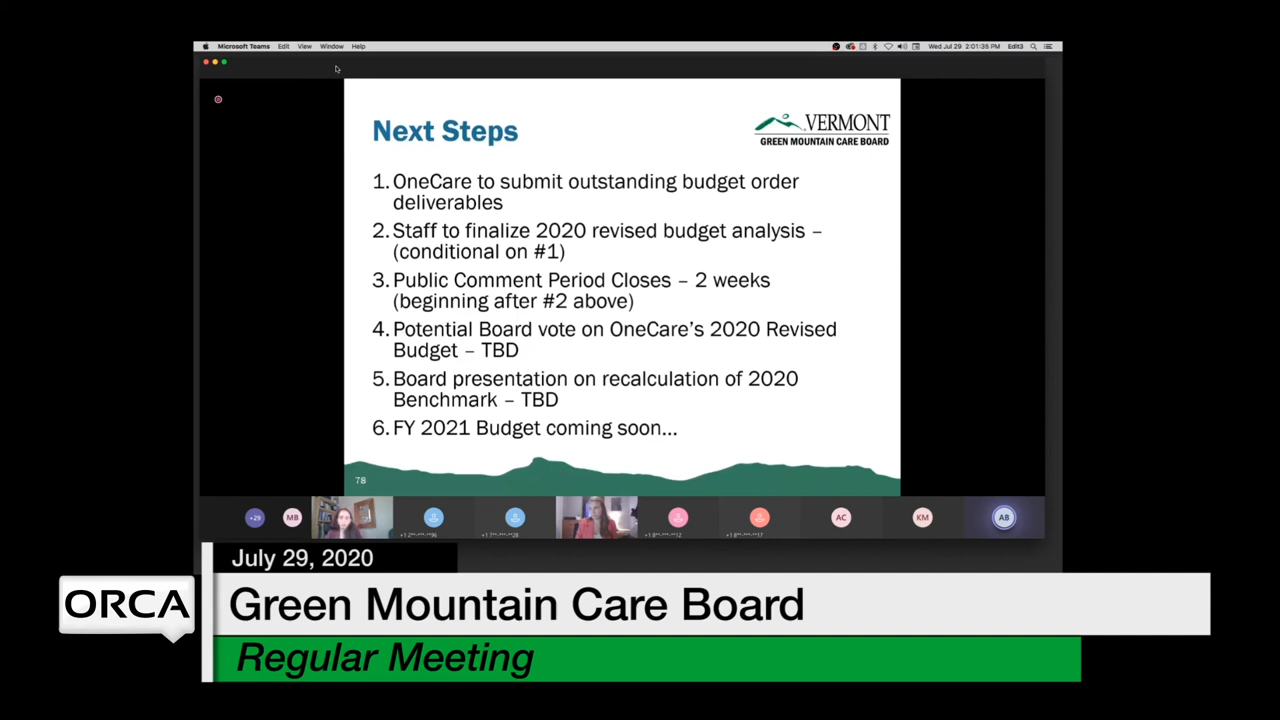 Microsoft Teams Edit View Window Help
Wed Jul 29 2:01:35 PM Edit3
Next Steps
VERMONT
GREEN MOUNTAIN CARE BOARD
1. OneCare to submit outstanding budget order
deliverables
2. Staff to finalize 2020 revised budget analysis –
(conditional on #1)
3. Public Comment Period Closes – 2 weeks
(beginning after #2 above)
4. Potential Board vote on OneCare's 2020 Revised
Budget – TBD
5. Board presentation on recalculation of 2020
Benchmark – TBD
6. FY 2021 Budget coming soon...
78
+29 MB AC KM AB
July 29, 2020
ORCA
Green Mountain Care Board
Regular Meeting